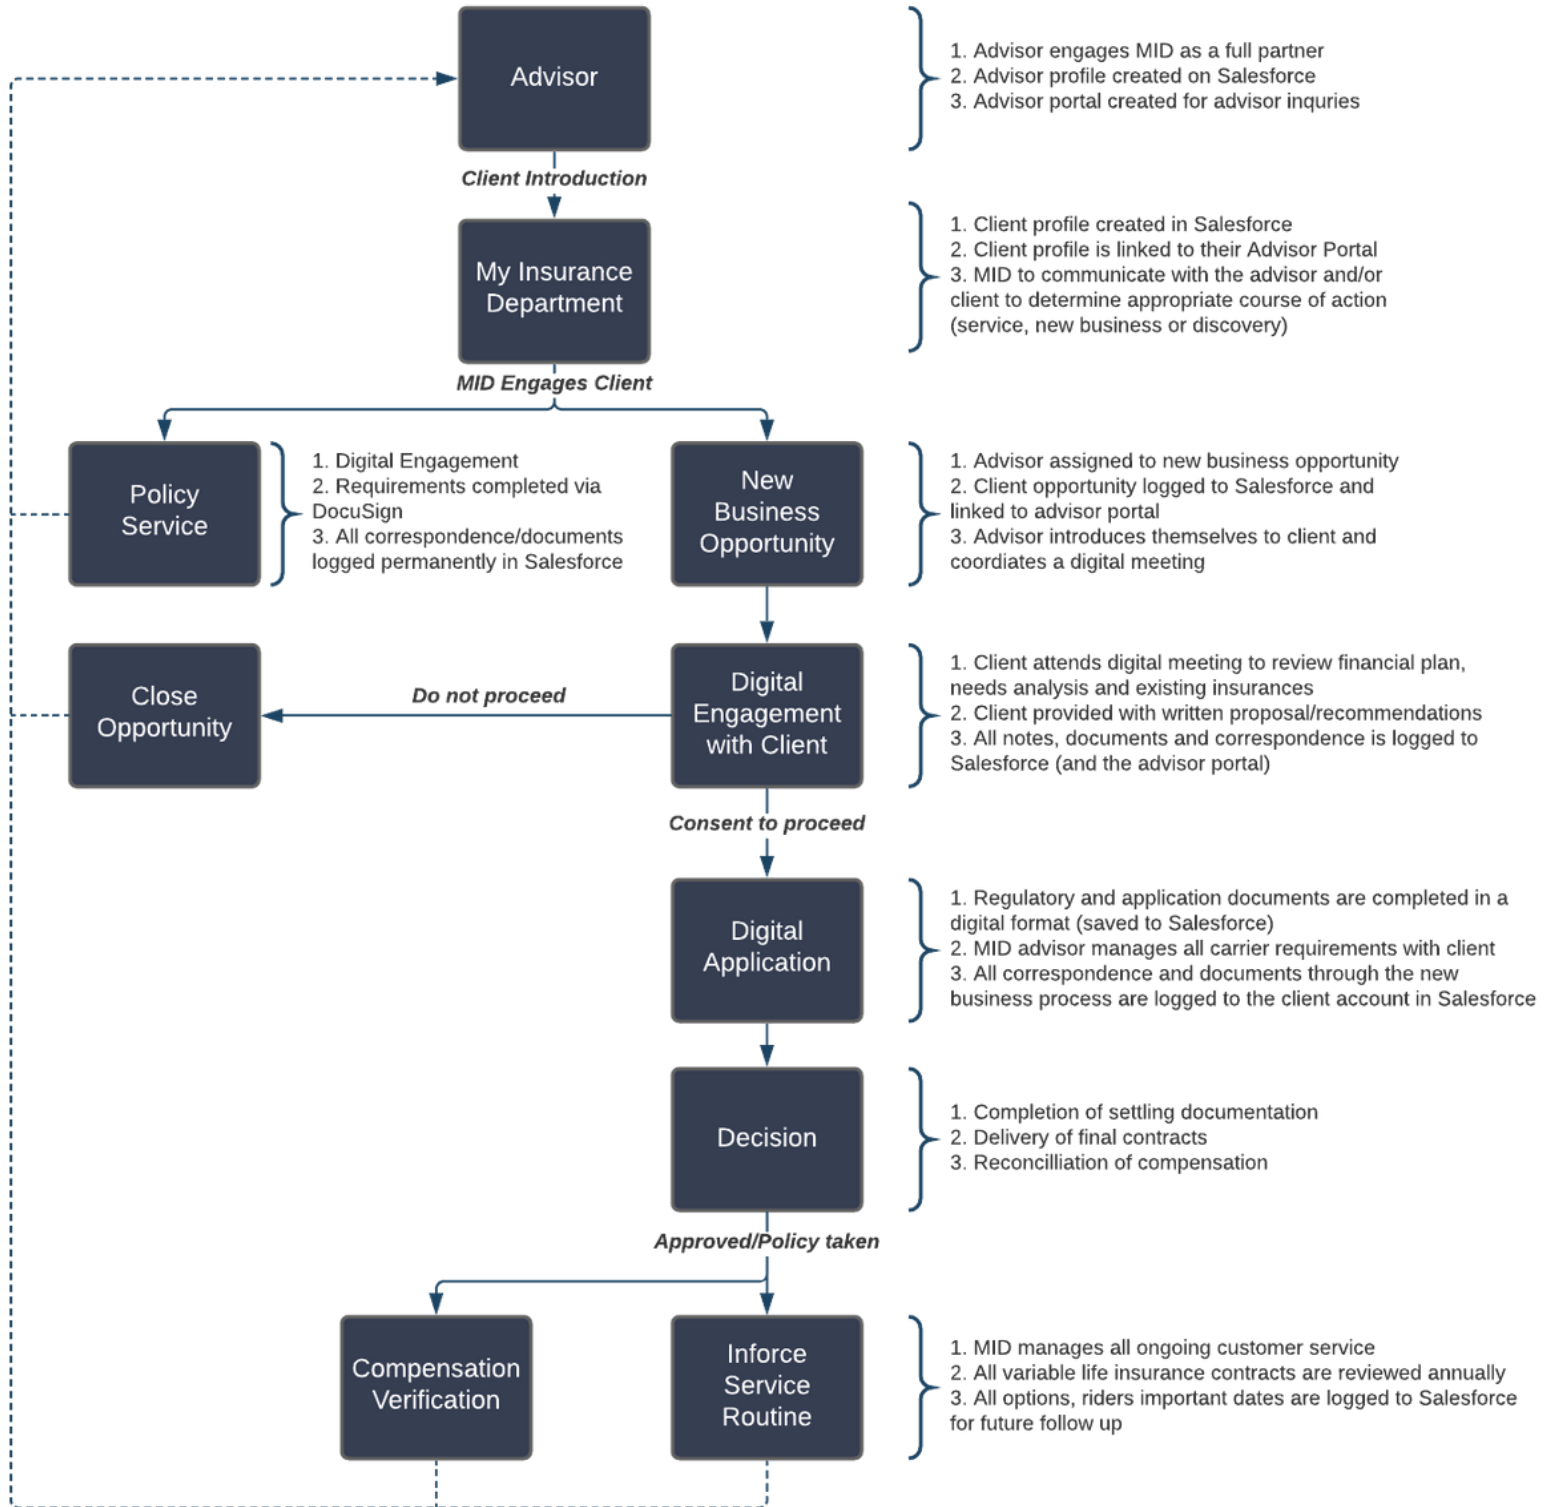 Advisor
1. Advisor engages MID as a full partner
2. Advisor profile created on Salesforce
3. Advisor portal created for advisor inquries
Client Introduction
My Insurance
Department
1. Client profile created in Salesforce
2. Client profile is linked to their Advisor Portal
3. MID to communicate with the advisor and/or
client to determine appropriate course of action
(service, new business or discovery)
MID Engages Client
Policy
Service
1. Digital Engagement
2. Requirements completed via
DocuSign
3. All correspondence/documents
logged permanently in Salesforce
New
Business
Opportunity
1. Advisor assigned to new business opportunity
2. Client opportunity logged to Salesforce and
linked to advisor portal
3. Advisor introduces themselves to client and
coordiates a digital meeting
Close
Opportunity
Do not proceed
Digital
Engagement
with Client
1. Client attends digital meeting to review financial plan,
needs analysis and existing insurances
2. Client provided with written proposal/recommendations
3. All notes, documents and correspondence is logged to
Salesforce (and the advisor portal)
Consent to proceed
Digital
Application
1. Regulatory and application documents are completed in a
digital format (saved to Salesforce)
2. MID advisor manages all carrier requirements with client
3. All correspondence and documents through the new
business process are logged to the client account in Salesforce
Decision
1. Completion of settling documentation
2. Delivery of final contracts
3. Reconcilliation of compensation
Approved/Policy taken
Compensation
Verification
Inforce
Service
Routine
1. MID manages all ongoing customer service
2. All variable life insurance contracts are reviewed annually
3. All options, riders important dates are logged to Salesforce
for future follow up